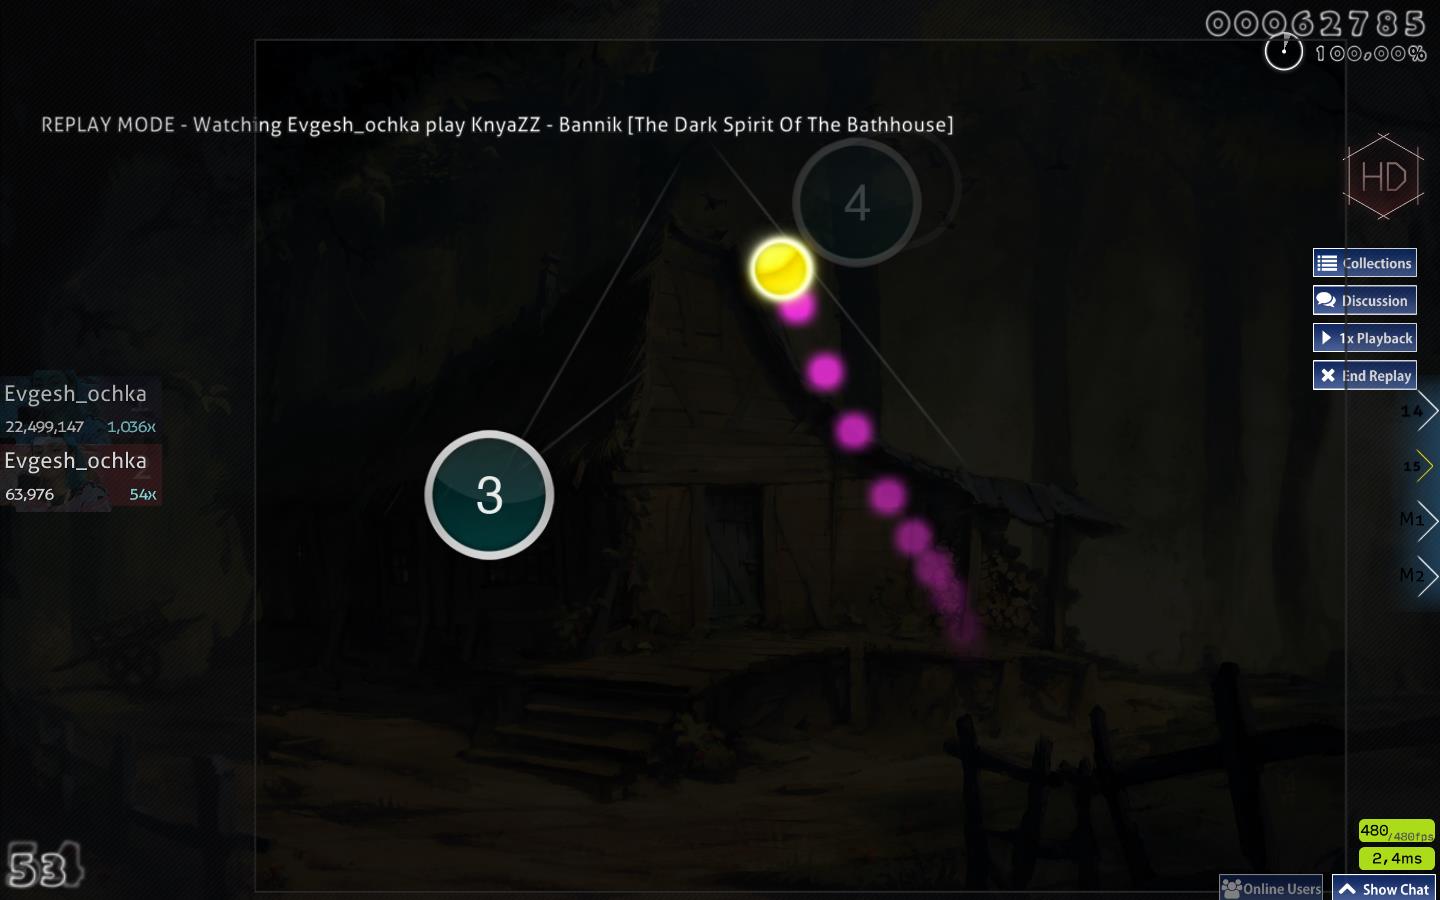 00062785
100,00%
REPLAY MODE - Watching Evgesh_ochka play KnyaZZ - Bannik [The Dark Spirit Of The Bathhouse]
HD
4
Collections
Discussion
1x Playback
End Replay
Evgesh_ochka
22,499,147 1,036x
Evgesh_ochka
63,976 54x
3
14
15
M1
M2
53
480/480fps
2,4ms
Online Users
Show Chat